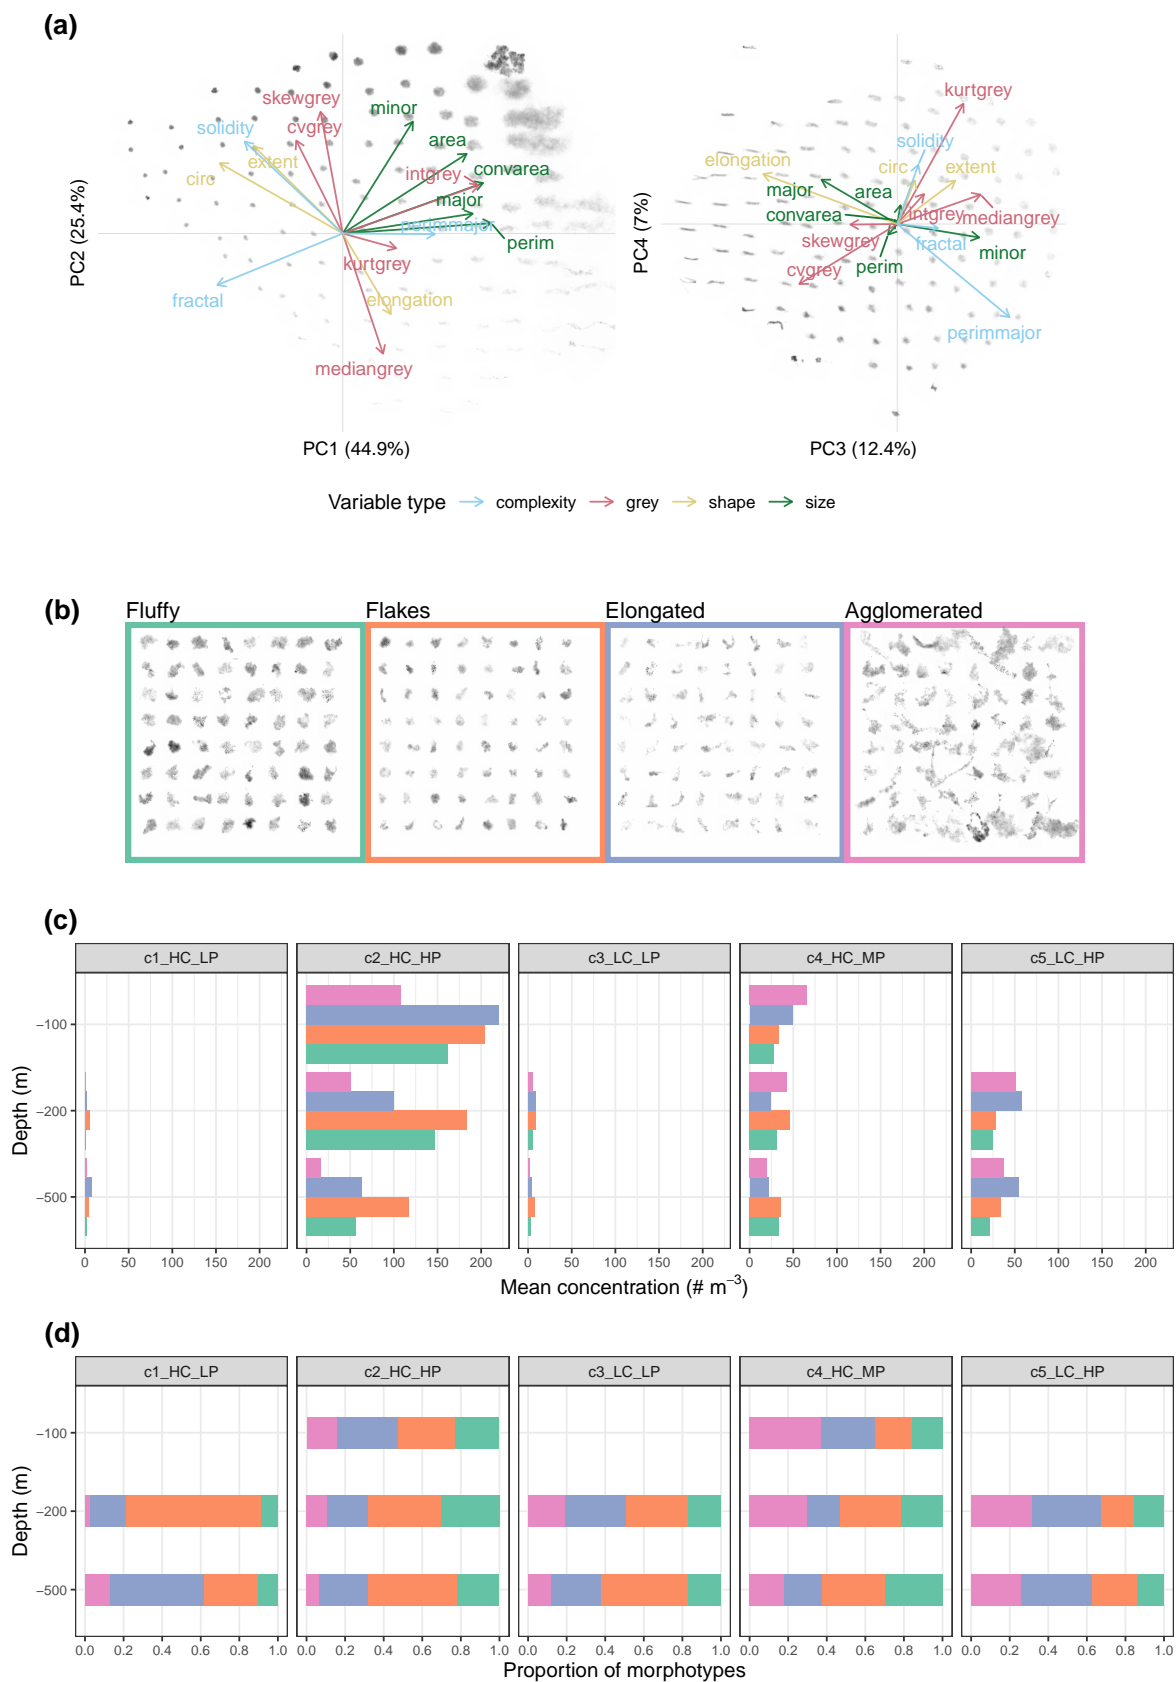 (a)
skewgrey
minor
solidity
cvgrey
area
extent
convarea
circ
intgrey
major
perimmajor
perim
kurtgrey
fractal
elongation
mediangrey
PC2 (25.4%)
PC1 (44.9%)
kurtgrey
solidity
elongation
circ
extent
major
area
convarea
intgrey
mediangrey
skewgrey
fractal
minor
perim
cvgrey
perimmajor
PC4 (7%)
PC3 (12.4%)
Variable type complexity grey shape size
(b)
Fluffy Flakes Elongated Agglomerated
(c)
c1_HC_LP c2_HC_HP c3_LC_LP c4_HC_MP c5_LC_HP
−100
−200
−500
Depth (m)
0 50 100 150 200 0 50 100 150 200 0 50 100 150 200 0 50 100 150 200 0 50 100 150 200
Mean concentration (# m−3)
(d)
c1_HC_LP c2_HC_HP c3_LC_LP c4_HC_MP c5_LC_HP
−100
−200
−500
Depth (m)
0.0 0.2 0.4 0.6 0.8 1.0 0.0 0.2 0.4 0.6 0.8 1.0 0.0 0.2 0.4 0.6 0.8 1.0 0.0 0.2 0.4 0.6 0.8 1.0 0.0 0.2 0.4 0.6 0.8 1.0
Proportion of morphotypes